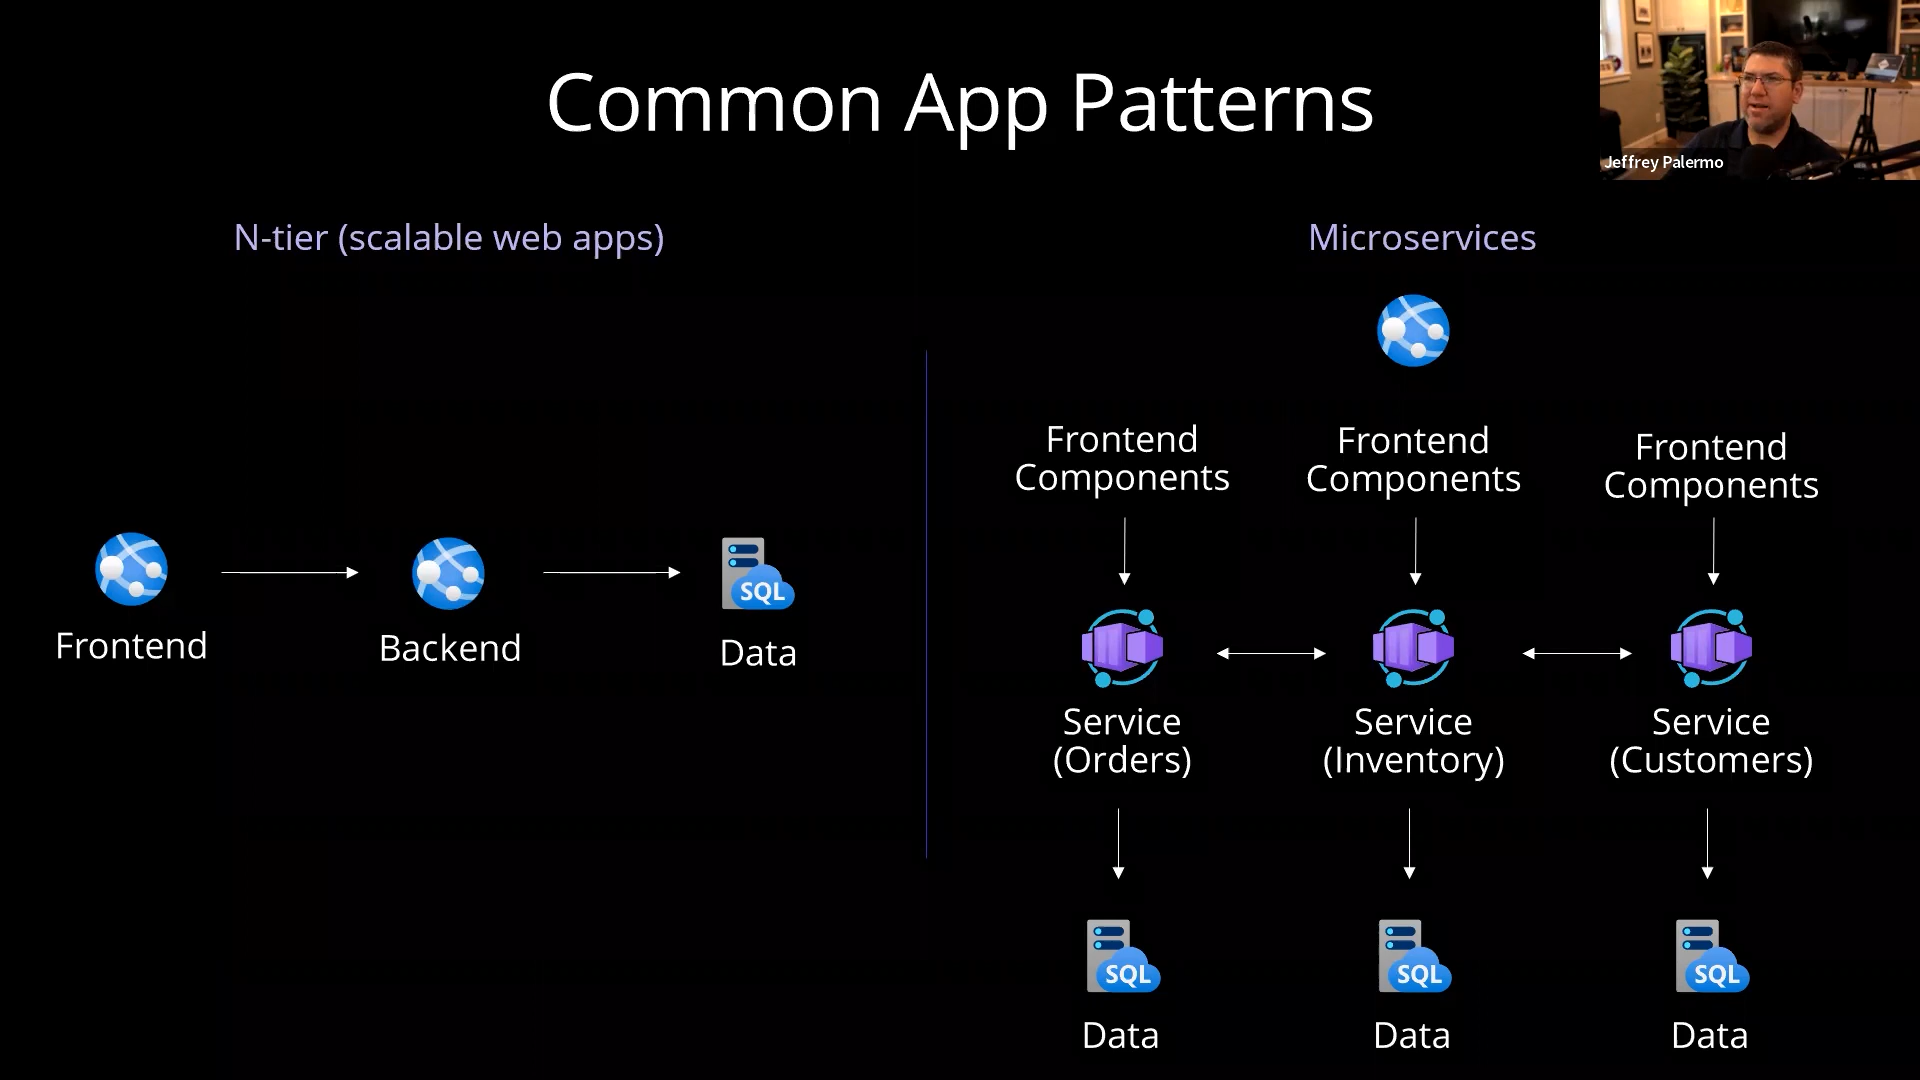 Common App Patterns
Jeffrey Palermo
N-tier (scalable web apps)
Frontend
Backend
SQL
Data
Microservices
Frontend
Components
Frontend
Components
Frontend
Components
Service
(Orders)
Service
(Inventory)
Service
(Customers)
SQL
SQL
SQL
Data
Data
Data